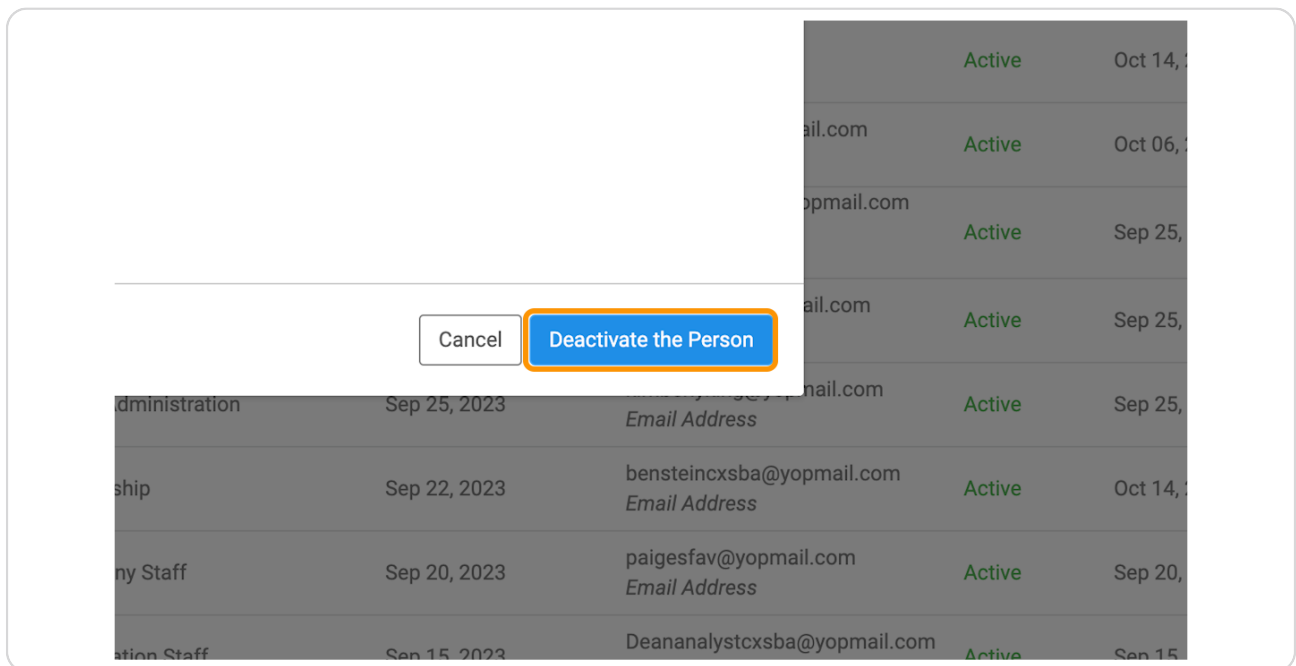 Active Oct 14,
ail.com
Active Oct 06,
opmail.com
Active Sep 25,
ail.com
Active Sep 25,
Cancel Deactivate the Person
dministration Sep 25, 2023 mail.com Active Sep 25,
Email Address
ship Sep 22, 2023 bensteincxsba@yopmail.com Active Oct 14,
Email Address
ny Staff Sep 20, 2023 paigesfav@yopmail.com Active Sep 20,
Email Address
Deananalystcxsba@yopmail.com
ation Staff Sep 15, 2023 Active Sep 15